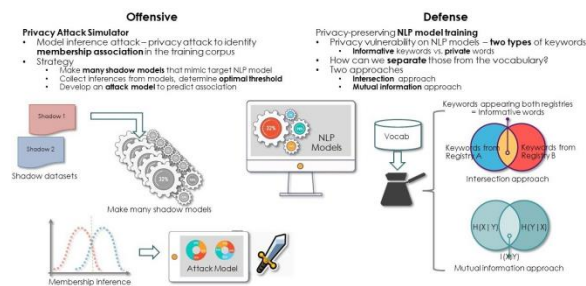 Offensive
Privacy Attack Simulator
• Model inference attack – privacy attack to identify
membership association in the training corpus
• Strategy
• Make many shadow models that mimic target NLP model
• Collect inferences from models, determine optimal threshold
• Develop an attack model to predict association
Shadow 1
Shadow 2
Shadow datasets
22%
Make many shadow models
Membership inference
Attack Model
22%
NLP
Models
Defense
Privacy-preserving NLP model training
• Privacy vulnerability on NLP models – two types of keywords
• Informative keywords vs. private words
• How can we separate those from the vocabulary?
• Two approaches
• Intersection approach
• Mutual information approach
Vocab
Keywords appearing both registries
= informative words
Keywords from
Registry A
Keywords from
Registry B
Intersection approach
H(X|Y)
H(Y|X)
I(X;Y)
Mutual information approach